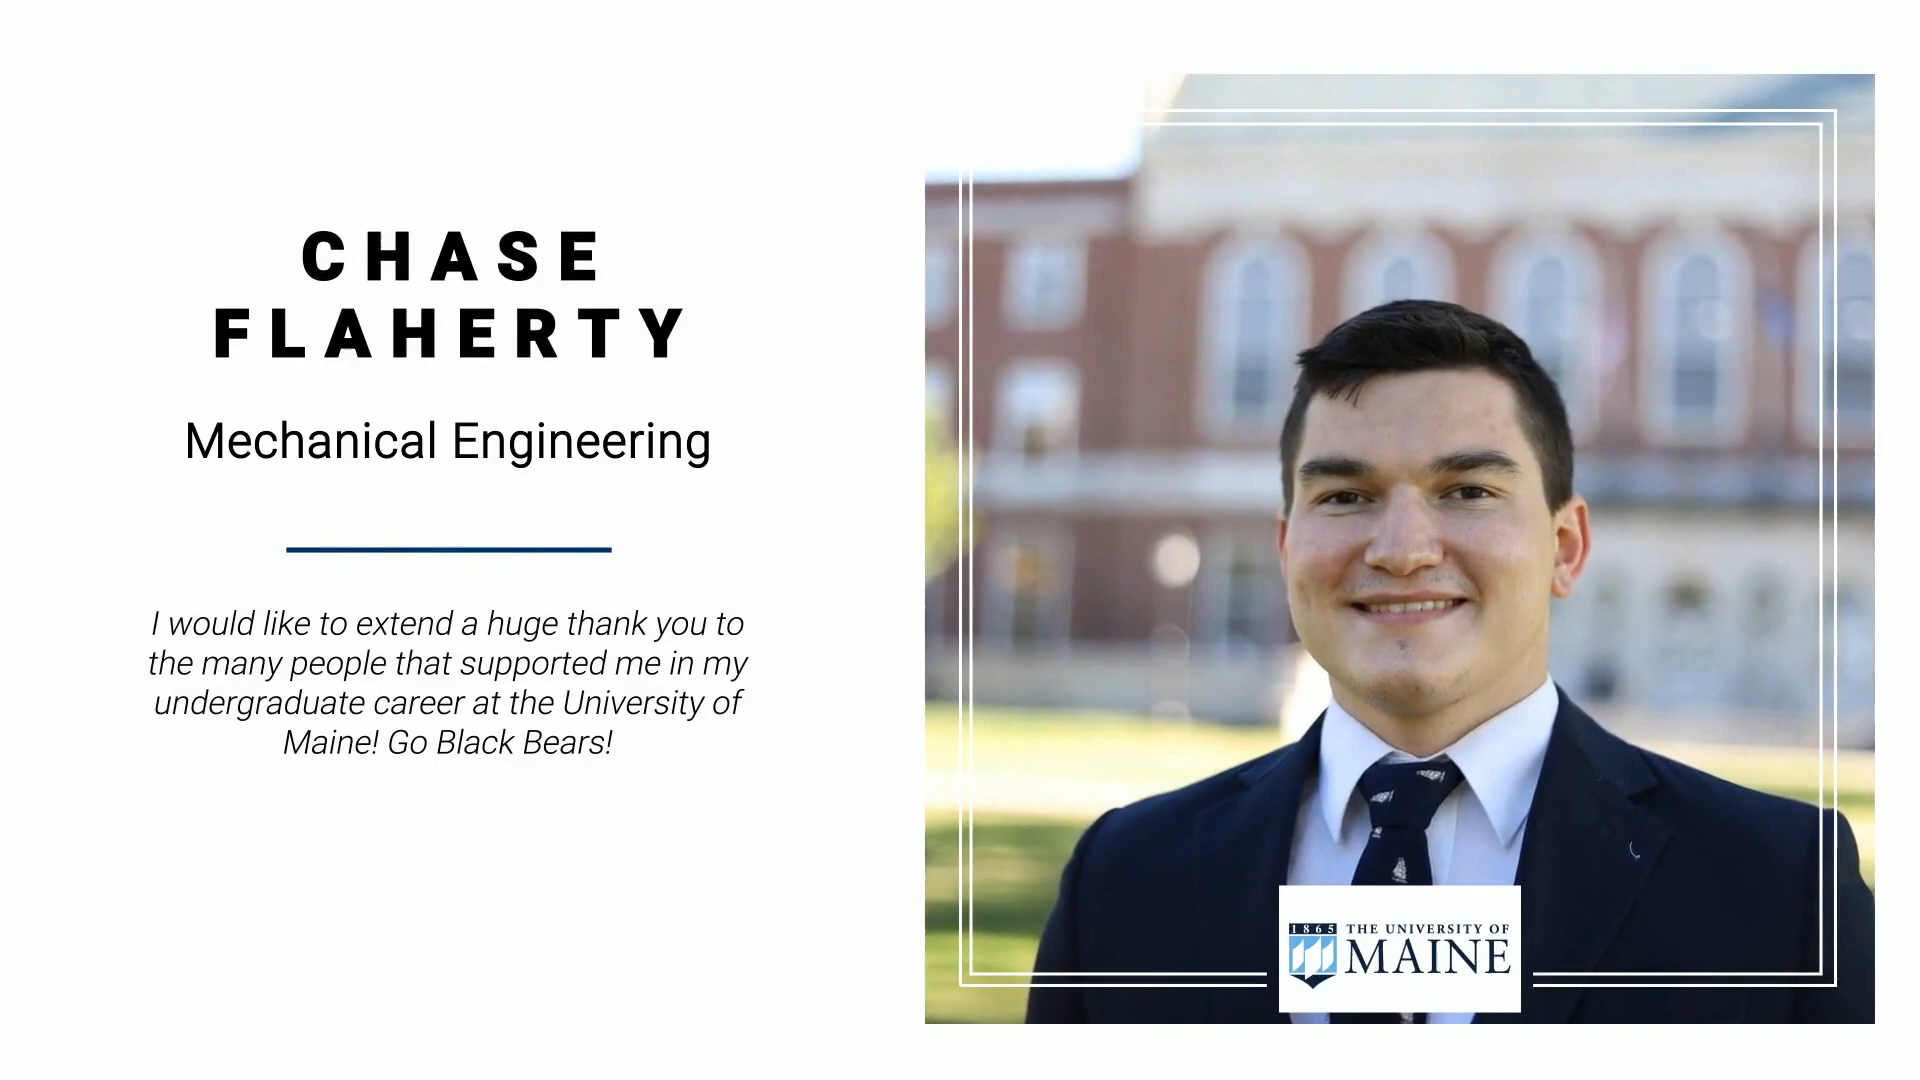 CHASE
FLAHERTY
Mechanical Engineering
I would like to extend a huge thank you to
the many people that supported me in my
undergraduate career at the University of
Maine! Go Black Bears!
1865
THE UNIVERSITY OF
MAINE